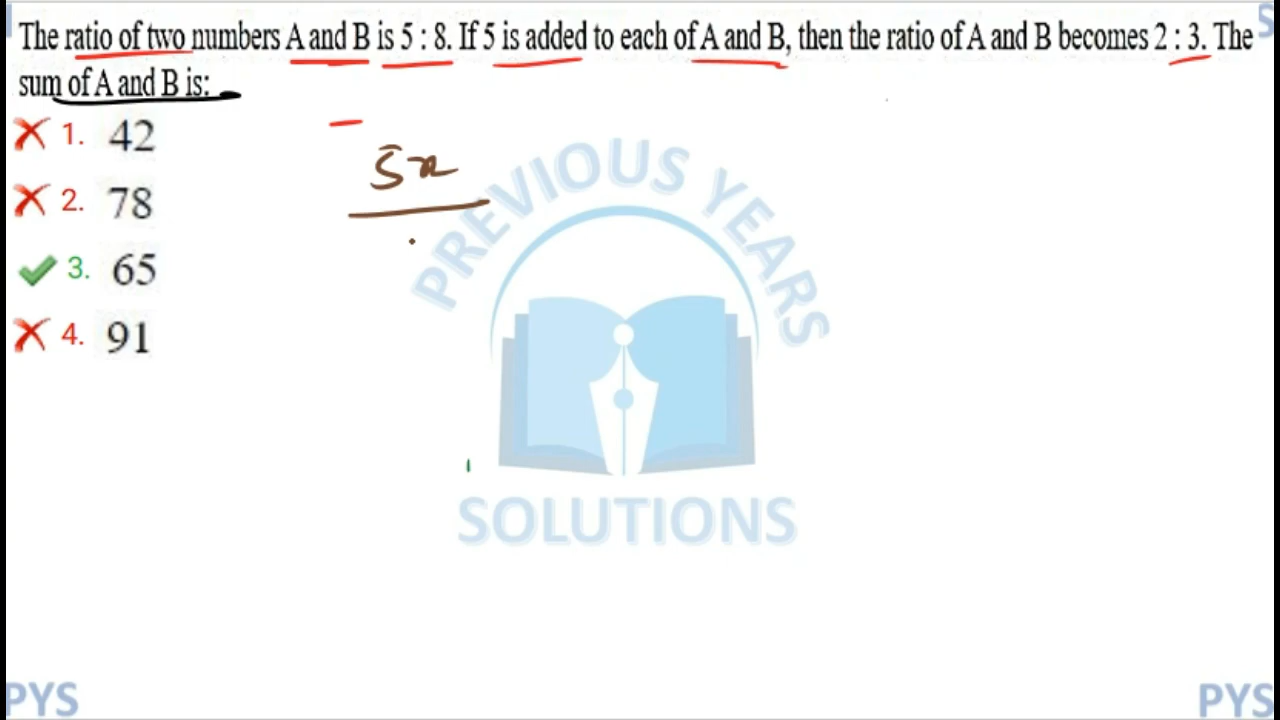 The ratio of two numbers A and B is 5 : 8. If 5 is added to each of A and B, then the ratio of A and B becomes 2 : 3. The
sum of A and B is:
1. 42
2. 78
3. 65
4. 91
5x
PREVIOUS YEARS
SOLUTIONS
PYS
PYS